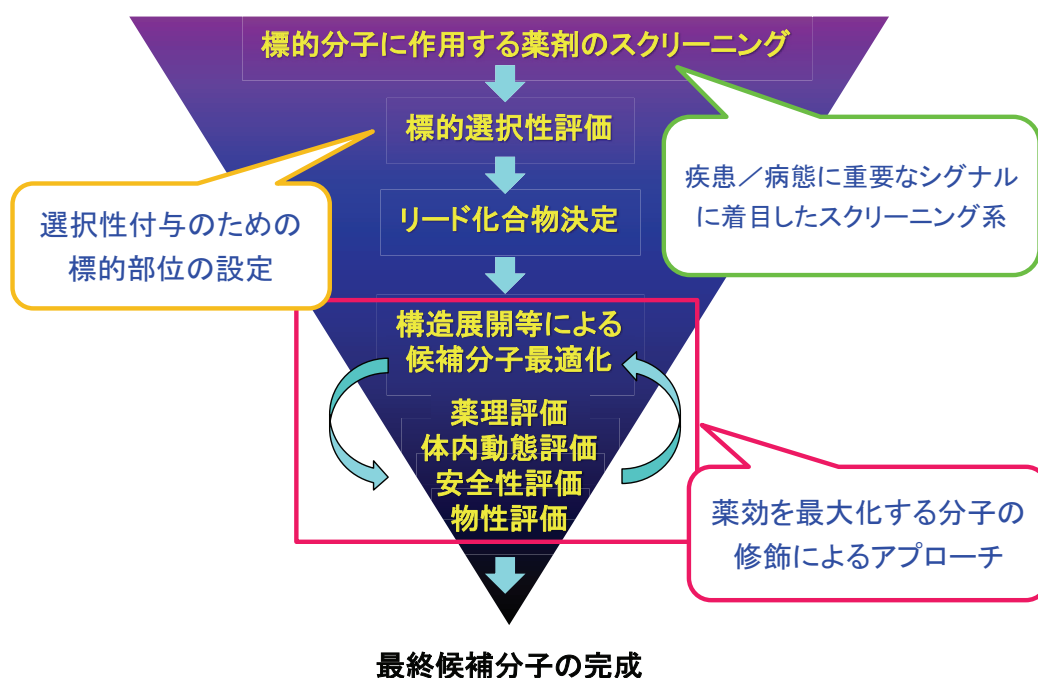 標的分子に作用する薬剤のスクリーニング
標的選択性評価
リード化合物決定
疾患／病態に重要なシグナル
に着目したスクリーニング系
選択性付与のための
標的部位の設定
構造展開等による
候補分子最適化
薬理評価
体内動態評価
安全性評価
物性評価
薬効を最大化する分子の
修飾によるアプローチ
最終候補分子の完成